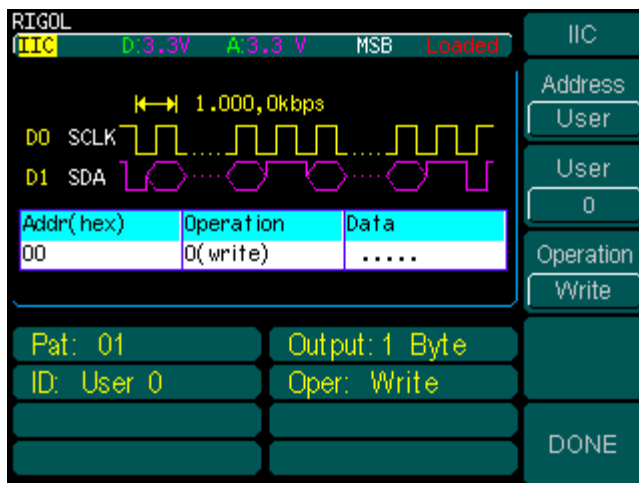 RIGOL
IIC D:3.3V A:3.3 V MSB Loaded
1.000,0kbps
D0 SCLK
D1 SDA
Addr(hex) Operation Data
00 0(write) .....
Pat: 01 Output: 1 Byte
ID: User 0 Oper: Write
IIC
Address
User
User
0
Operation
Write
DONE